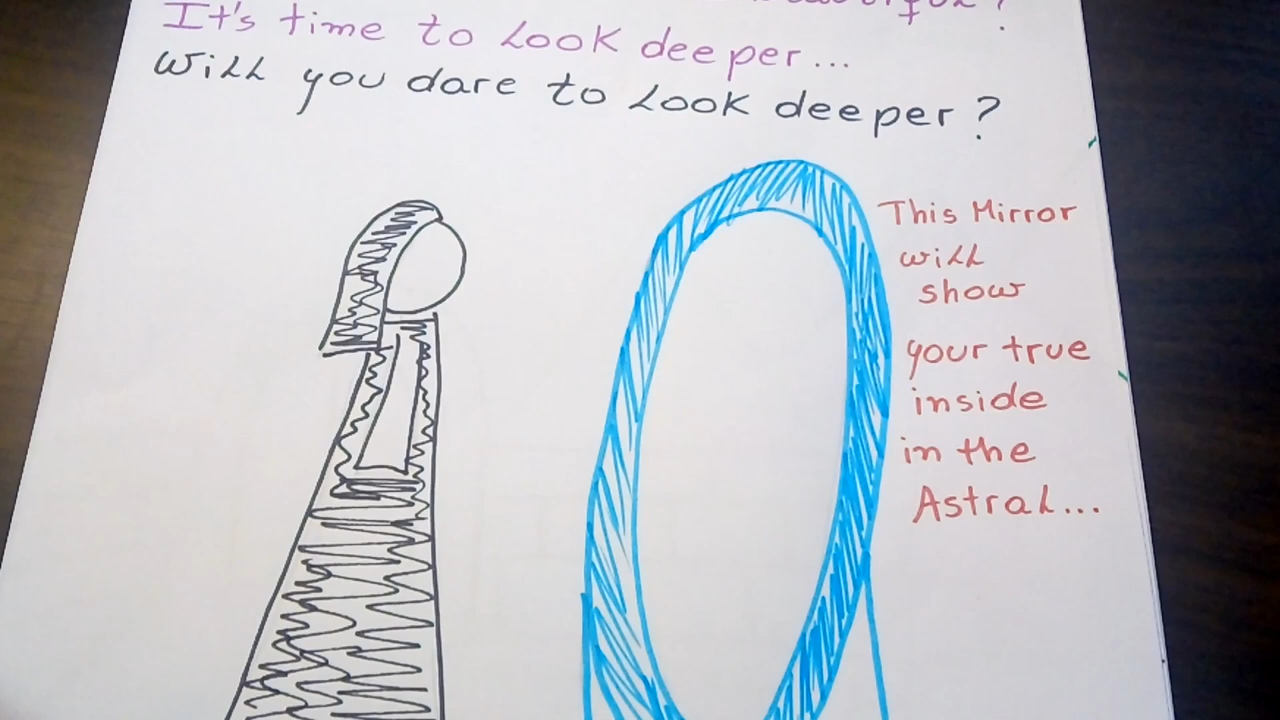 It's time to Look deeper...
Will you dare to Look deeper?
This Mirror
will
show
your true
inside
in the
Astral...